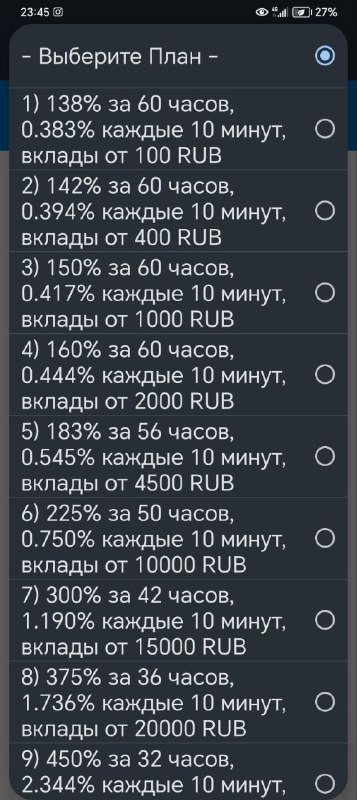 23:45
27%
- Выберите План -
1) 138% за 60 часов,
0.383% каждые 10 минут,
вклады от 100 RUB
2) 142% за 60 часов,
0.394% каждые 10 минут,
вклады от 400 RUB
3) 150% за 60 часов,
0.417% каждые 10 минут,
вклады от 1000 RUB
4) 160% за 60 часов,
0.444% каждые 10 минут,
вклады от 2000 RUB
5) 183% за 56 часов,
0.545% каждые 10 минут,
вклады от 4500 RUB
6) 225% за 50 часов,
0.750% каждые 10 минут,
вклады от 10000 RUB
7) 300% за 42 часов,
1.190% каждые 10 минут,
вклады от 15000 RUB
8) 375% за 36 часов,
1.736% каждые 10 минут,
вклады от 20000 RUB
9) 450% за 32 часов,
2.344% каждые 10 минут,